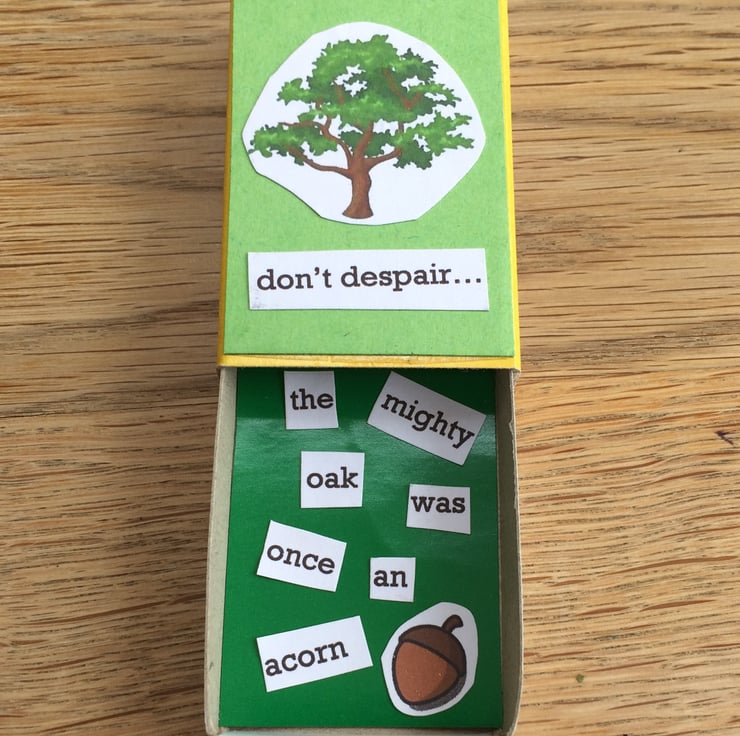 don't despair...
the mighty
oak was
once an
acorn